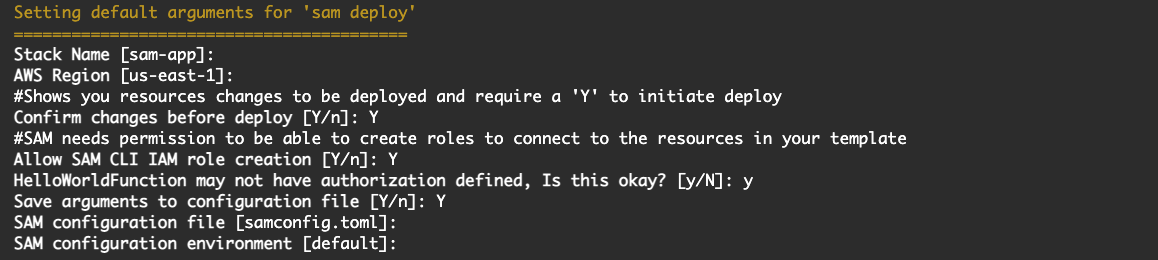 Setting default arguments for 'sam deploy'
=========================================
Stack Name [sam-app]:
AWS Region [us-east-1]:
#Shows you resources changes to be deployed and require a 'Y' to initiate deploy
Confirm changes before deploy [Y/n]: Y
#SAM needs permission to be able to create roles to connect to the resources in your template
Allow SAM CLI IAM role creation [Y/n]: Y
HelloWorldFunction may not have authorization defined, Is this okay? [y/N]: y
Save arguments to configuration file [Y/n]: Y
SAM configuration file [samconfig.toml]:
SAM configuration environment [default]: